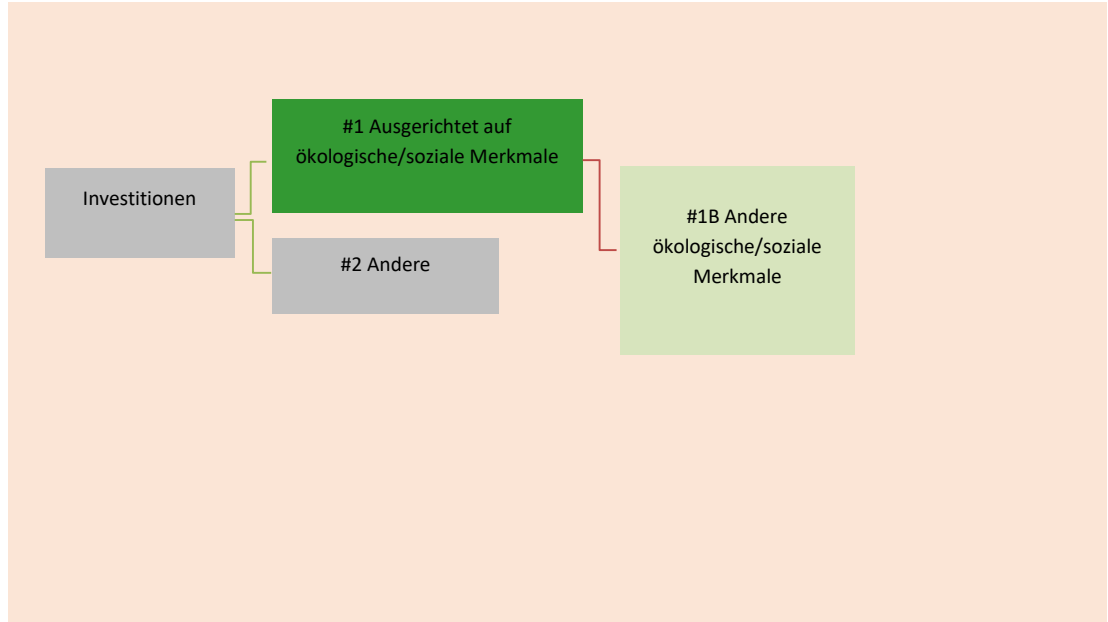 #1 Ausgerichtet auf
ökologische/soziale Merkmale
Investitionen
#2 Andere
#1B Andere
ökologische/soziale
Merkmale